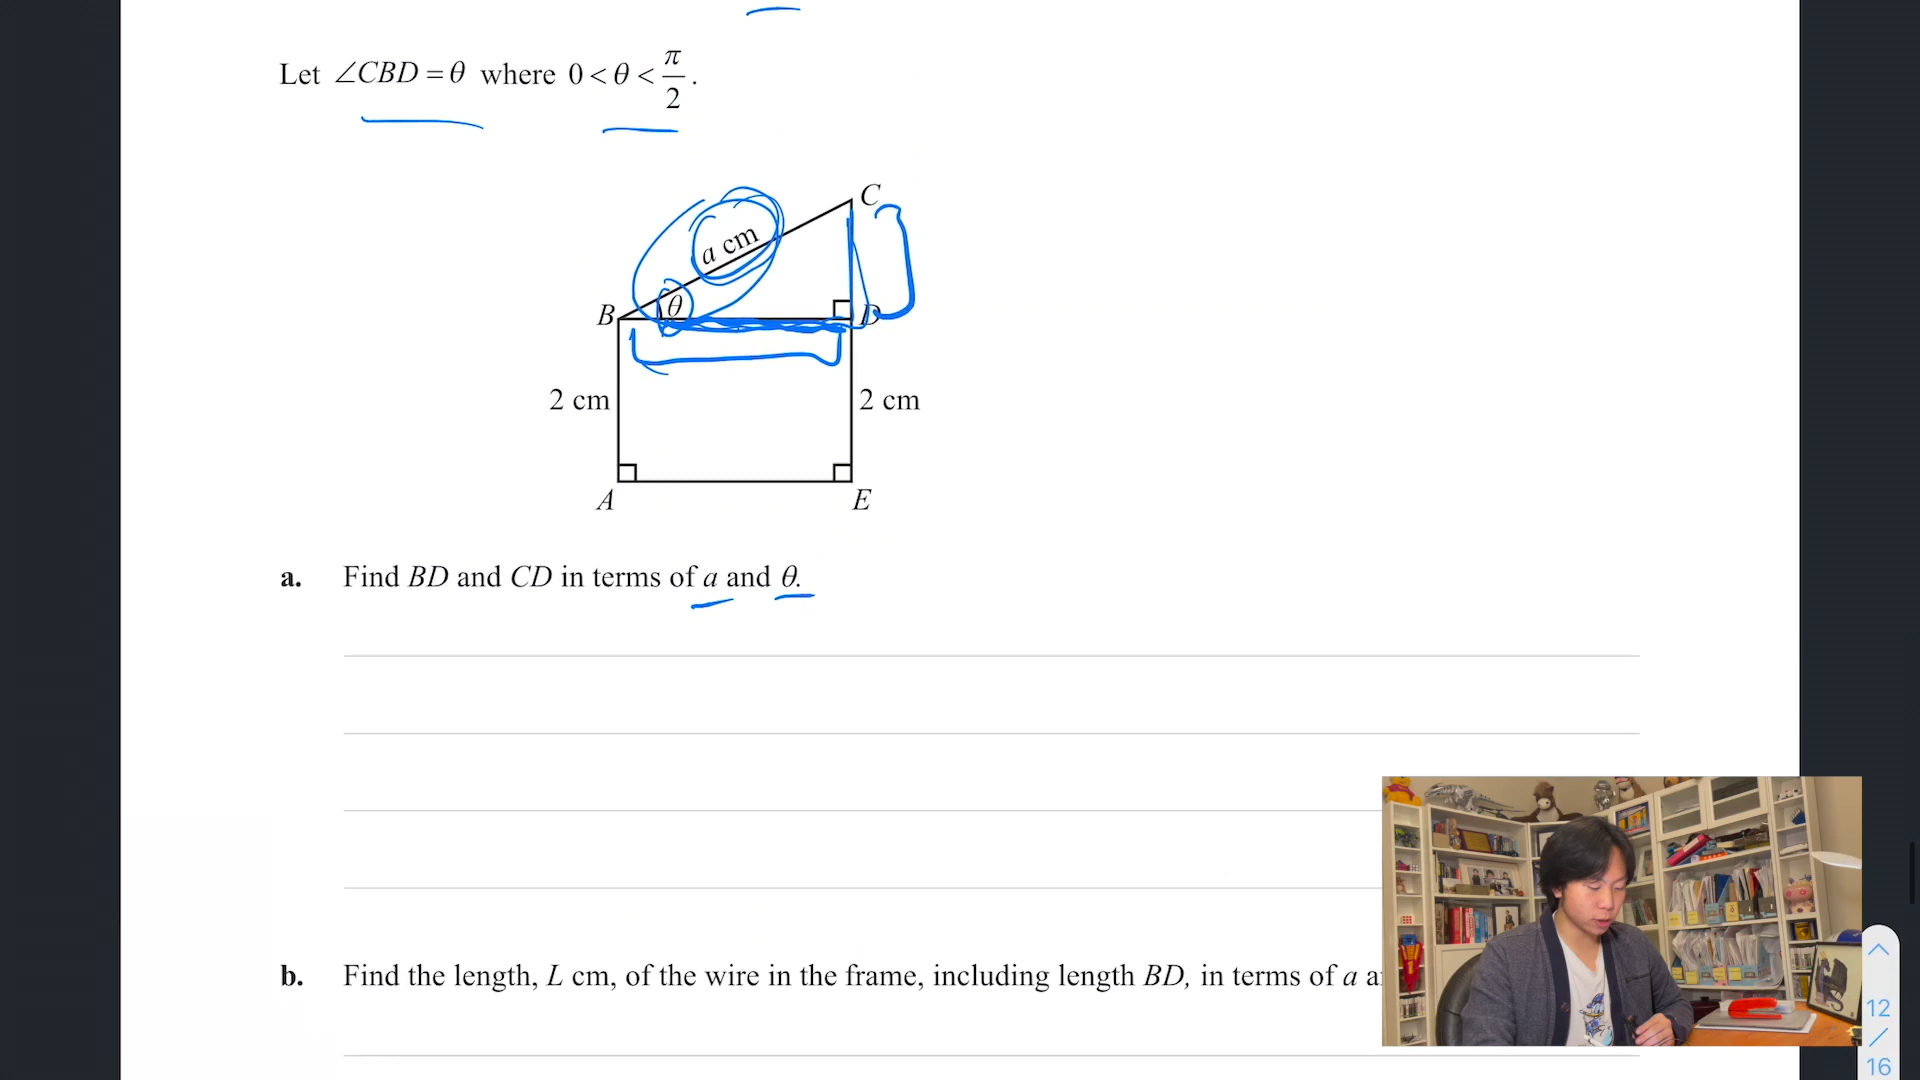 Let ∠CBD = θ where 0 < θ < π/2.
C
a cm
B
θ
D
2 cm
2 cm
A
E
a. Find BD and CD in terms of a and θ.
b. Find the length, L cm, of the wire in the frame, including length BD, in terms of a a
12
/
16